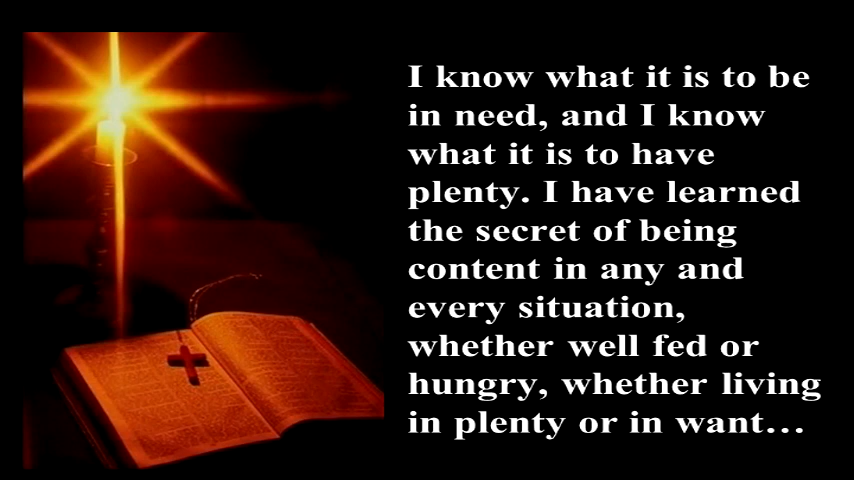 I know what it is to be
in need, and I know
what it is to have
plenty. I have learned
the secret of being
content in any and
every situation,
whether well fed or
hungry, whether living
in plenty or in want…